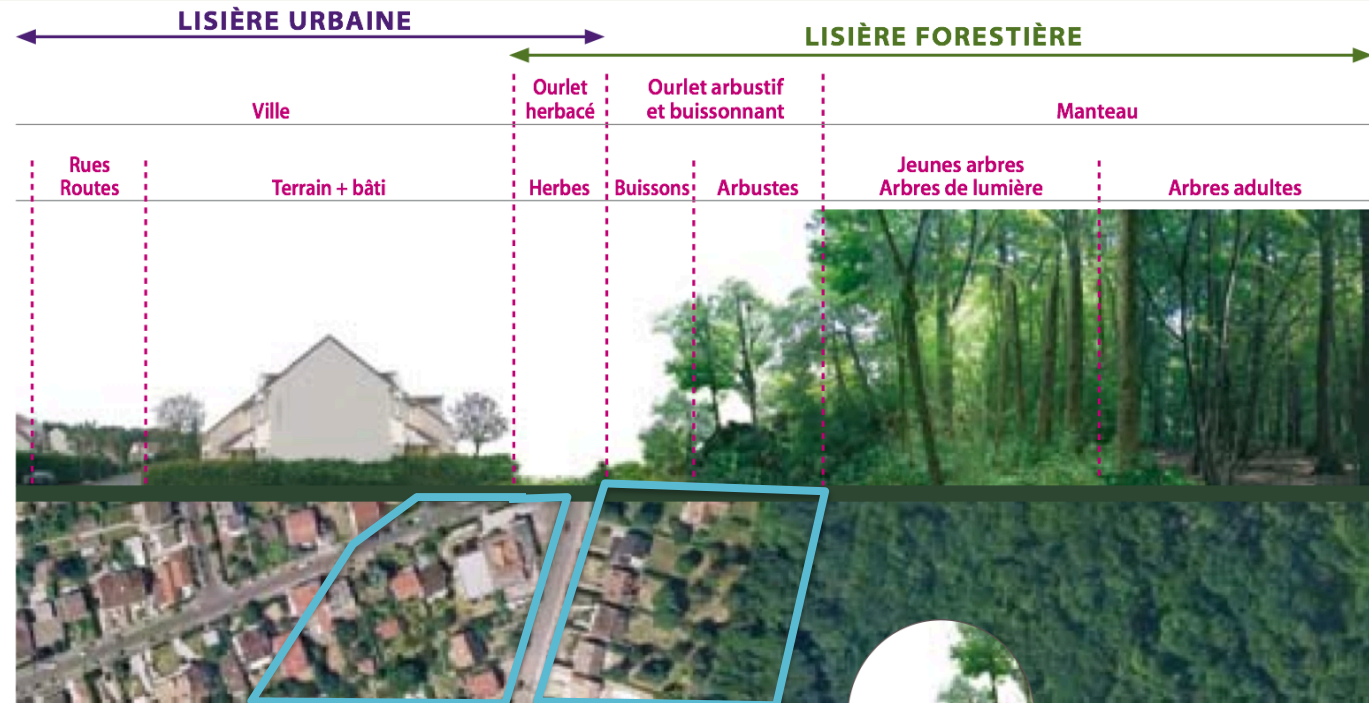 LISIÈRE URBAINE
LISIÈRE FORESTIÈRE
Ville
Ourlet
herbacé
Ourlet arbustif
et buissonnant
Manteau
Rues
Routes
Terrain + bâti
Herbes
Buissons
Arbustes
Jeunes arbres
Arbres de lumière
Arbres adultes